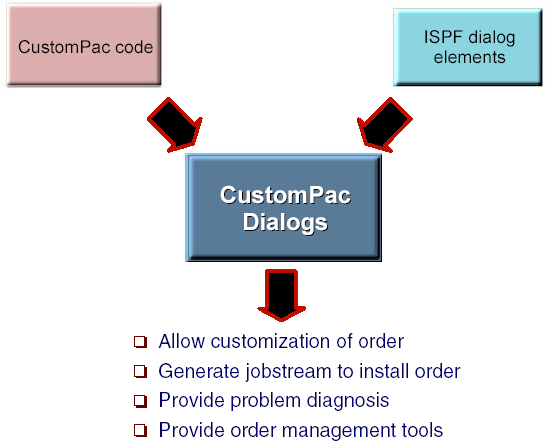 CustomPac code
ISPF dialog
elements
CustomPac
Dialogs
Allow customization of order
Generate jobstream to install order
Provide problem diagnosis
Provide order management tools